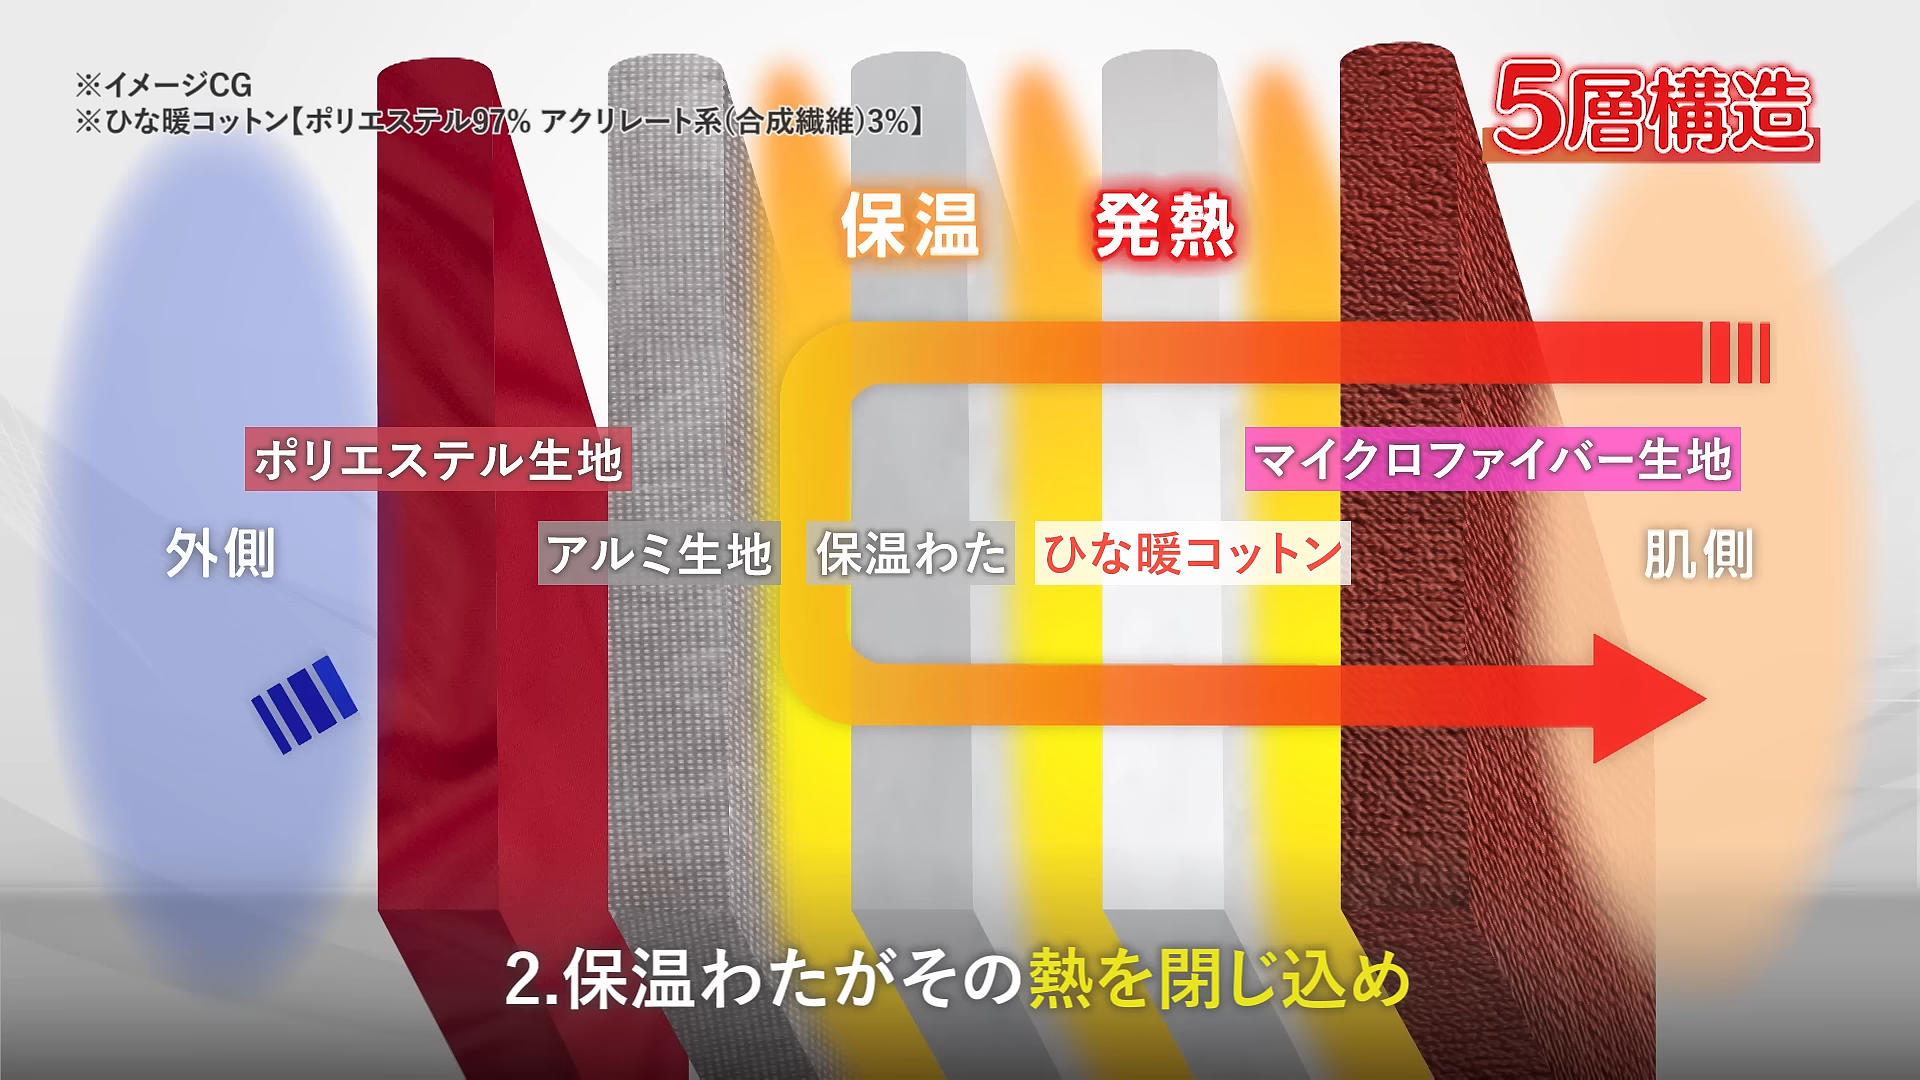 ※イメージCG
※ひな暖コットン【ポリエステル97% アクリレート系(合成繊維)3%】
5層構造
保温
発熱
ポリエステル生地
マイクロファイバー生地
外側
アルミ生地
保温わた
ひな暖コットン
肌側
2.保温わたがその熱を閉じ込め